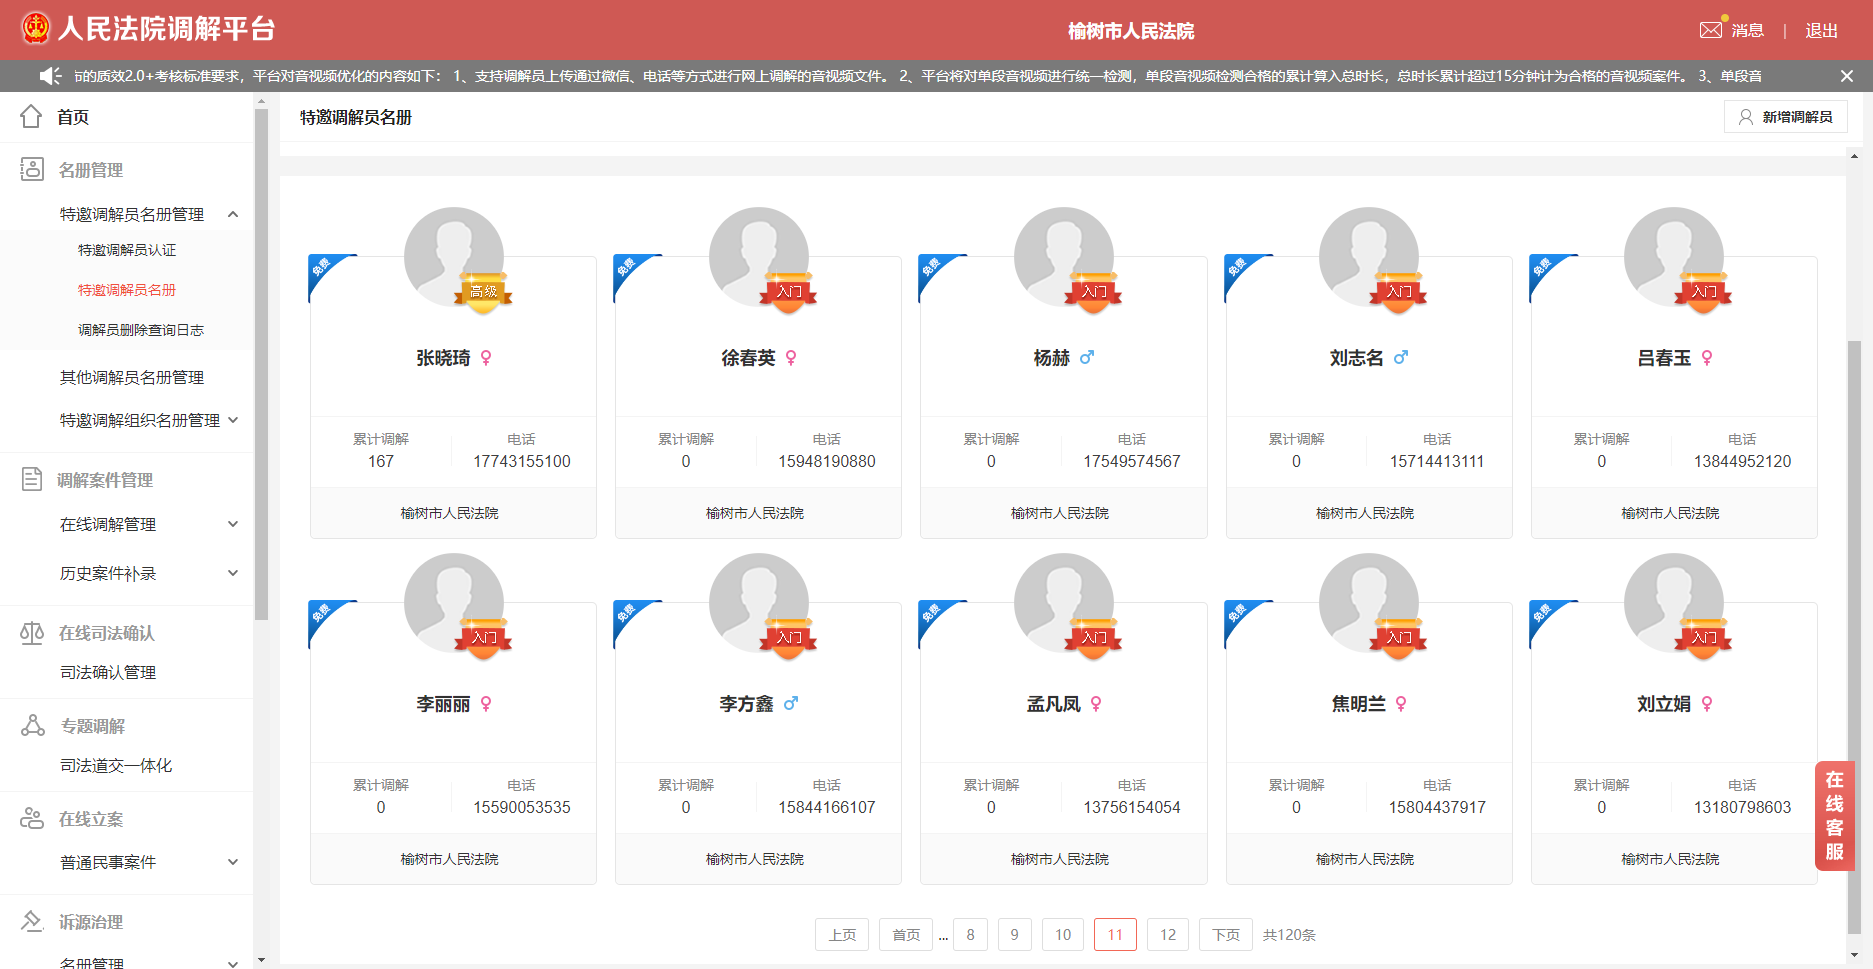 人民法院调解平台
榆树市人民法院
消息 | 退出
布的质效2.0+考核标准要求，平台对音视频优化的内容如下： 1、支持调解员上传通过微信、电话等方式进行网上调解的音视频文件。 2、平台将对单段音视频进行统一检测，单段音视频检测合格的累计算入总时长，总时长累计超过15分钟计为合格的音视频案件。 3、单段音
首页
名册管理
特邀调解员名册管理
特邀调解员认证
特邀调解员名册
调解员删除查询日志
其他调解员名册管理
特邀调解组织名册管理
调解案件管理
在线调解管理
历史案件补录
在线司法确认
司法确认管理
专题调解
司法道交一体化
在线立案
普通民事案件
诉源治理
名册管理
特邀调解员名册
新增调解员
免费 免费 免费 免费 免费
高级 入门 入门 入门 入门
张晓琦 徐春英 杨赫 刘志名 吕春玉
累计调解 电话 累计调解 电话 累计调解 电话 累计调解 电话 累计调解 电话
167 17743155100 0 15948190880 0 17549574567 0 15714413111 0 13844952120
榆树市人民法院 榆树市人民法院 榆树市人民法院 榆树市人民法院 榆树市人民法院
免费 免费 免费 免费 免费
入门 入门 入门 入门 入门
李丽丽 李方鑫 孟凡凤 焦明兰 刘立娟
累计调解 电话 累计调解 电话 累计调解 电话 累计调解 电话 累计调解 电话
0 15590053535 0 15844166107 0 13756154054 0 15804437917 0 13180798603
榆树市人民法院 榆树市人民法院 榆树市人民法院 榆树市人民法院 榆树市人民法院
上页 首页 ... 8 9 10 11 12 下页 共120条
在线客服